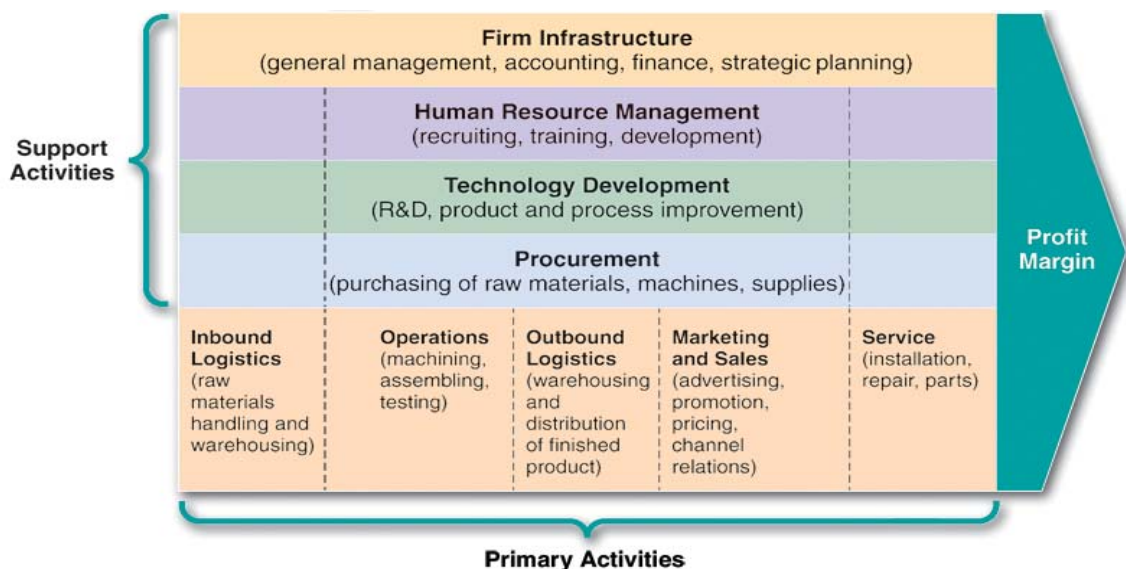 Firm Infrastructure
(general management, accounting, finance, strategic planning)
Human Resource Management
(recruiting, training, development)
Support
Activities
Technology Development
(R&D, product and process improvement)
Procurement
(purchasing of raw materials, machines, supplies)
Profit
Margin
Inbound
Logistics
(raw
materials
handling and
warehousing)
Operations
(machining,
assembling,
testing)
Outbound
Logistics
(warehousing
and
distribution
of finished
product)
Marketing
and Sales
(advertising,
promotion,
pricing,
channel
relations)
Service
(installation,
repair, parts)
Primary Activities